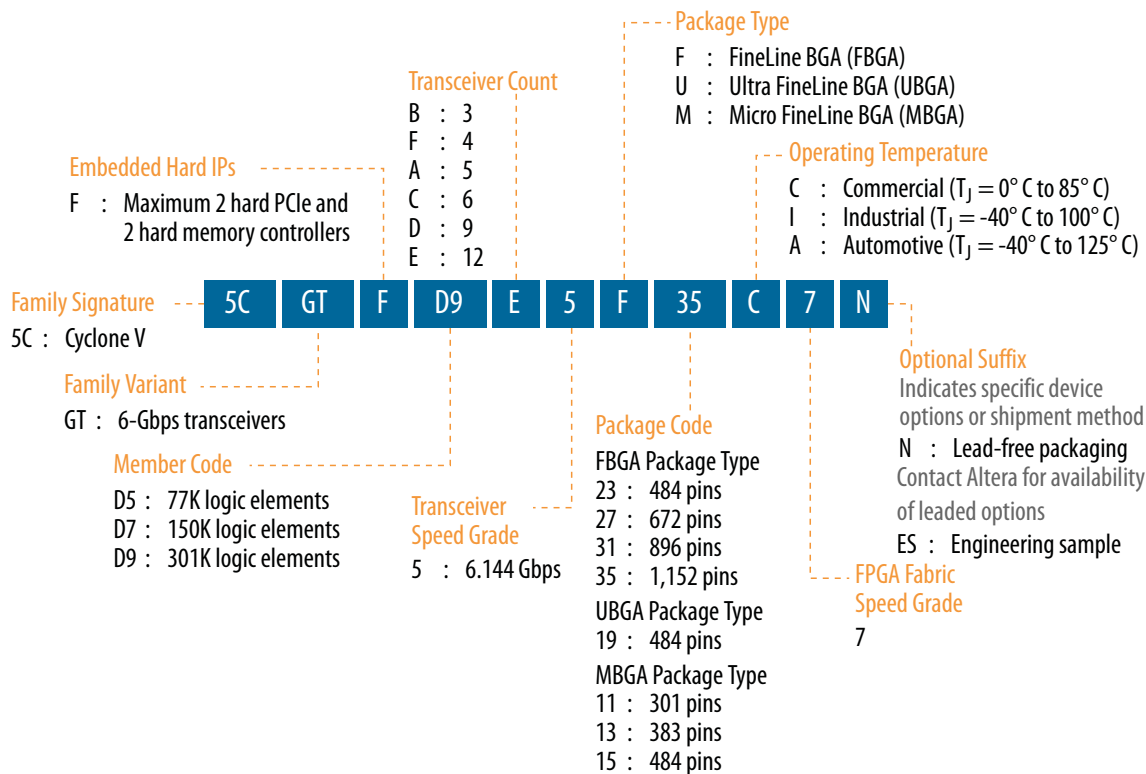 Package Type
F : FineLine BGA (FBGA)
U : Ultra FineLine BGA (UBGA)
M : Micro FineLine BGA (MBGA)
Transceiver Count
B : 3
F : 4
A : 5
C : 6
D : 9
E : 12
Operating Temperature
C : Commercial (TJ = 0° C to 85° C)
I : Industrial (TJ = -40° C to 100° C)
A : Automotive (TJ = -40° C to 125° C)
Embedded Hard IPs
F : Maximum 2 hard PCIe and
2 hard memory controllers
Family Signature
5C : Cyclone V
5C GT F D9 E 5 F 35 C 7 N
Family Variant
GT : 6-Gbps transceivers
Member Code
D5 : 77K logic elements
D7 : 150K logic elements
D9 : 301K logic elements
Transceiver
Speed Grade
5 : 6.144 Gbps
Package Code
FBGA Package Type
23 : 484 pins
27 : 672 pins
31 : 896 pins
35 : 1,152 pins
UBGA Package Type
19 : 484 pins
MBGA Package Type
11 : 301 pins
13 : 383 pins
15 : 484 pins
Optional Suffix
Indicates specific device
options or shipment method
N : Lead-free packaging
Contact Altera for availability
of leaded options
ES : Engineering sample
FPGA Fabric
Speed Grade
7